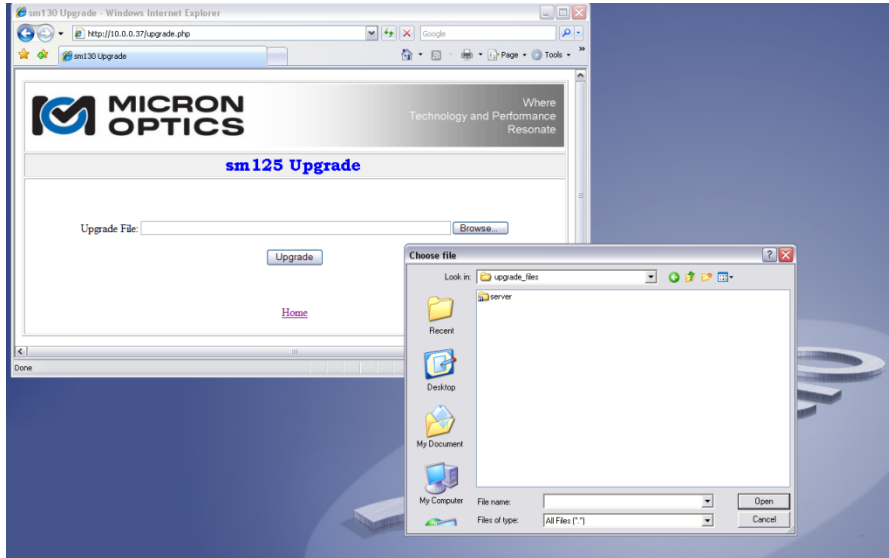 sm130 Upgrade - Windows Internet Explorer
http://10.0.0.37/upgrade.php
Google
sm130 Upgrade
Page
Tools
»
MICRON
OPTICS
Where
Technology and Performance
Resonate
sm125 Upgrade
Upgrade File:
Browse...
Upgrade
Home
Done
Choose file
Look in:
upgrade_files
server
Recent
Desktop
My Document
My Computer
File name:
Open
Files of type:
All Files (*.*)
Cancel